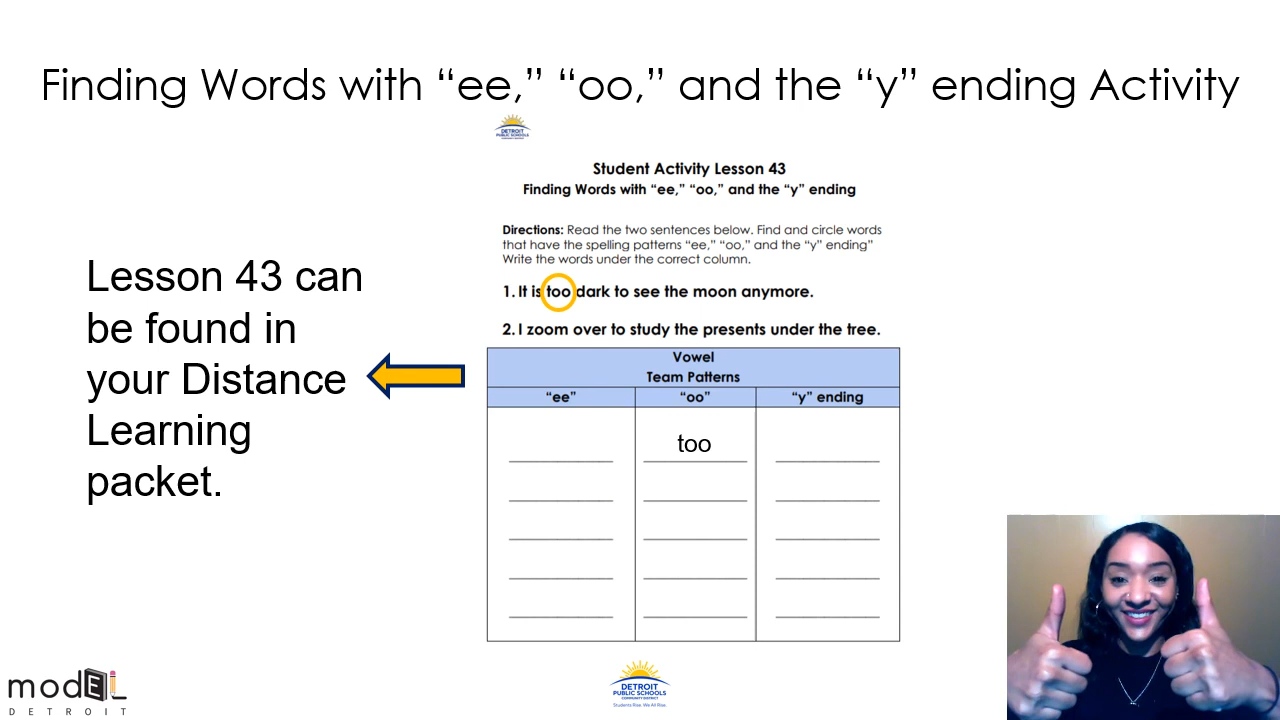 Finding Words with “ee,” “oo,” and the “y” ending Activity
DETROIT
PUBLIC SCHOOLS
COMMUNITY DISTRICT
Student Activity Lesson 43
Finding Words with “ee,” “oo,” and the “y” ending
Directions: Read the two sentences below. Find and circle words
that have the spelling patterns “ee,” “oo,” and the “y” ending”
Write the words under the correct column.
1. It is too dark to see the moon anymore.
2. I zoom over to study the presents under the tree.
Lesson 43 can
be found in
your Distance
Learning
packet.
Vowel
Team Patterns
“ee” “oo” “y” ending
too
modEL
DETROIT
DETROIT
PUBLIC SCHOOLS
COMMUNITY DISTRICT
Students Rise. We All Rise.